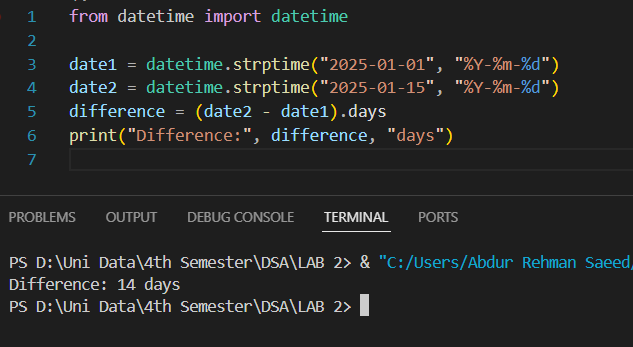 1 from datetime import datetime
2
3 date1 = datetime.strptime("2025-01-01", "%Y-%m-%d")
4 date2 = datetime.strptime("2025-01-15", "%Y-%m-%d")
5 difference = (date2 - date1).days
6 print("Difference:", difference, "days")
7
PROBLEMS OUTPUT DEBUG CONSOLE TERMINAL PORTS
PS D:\Uni Data\4th Semester\DSA\LAB 2> & "C:/Users/Abdur Rehman Saeed/
Difference: 14 days
PS D:\Uni Data\4th Semester\DSA\LAB 2>